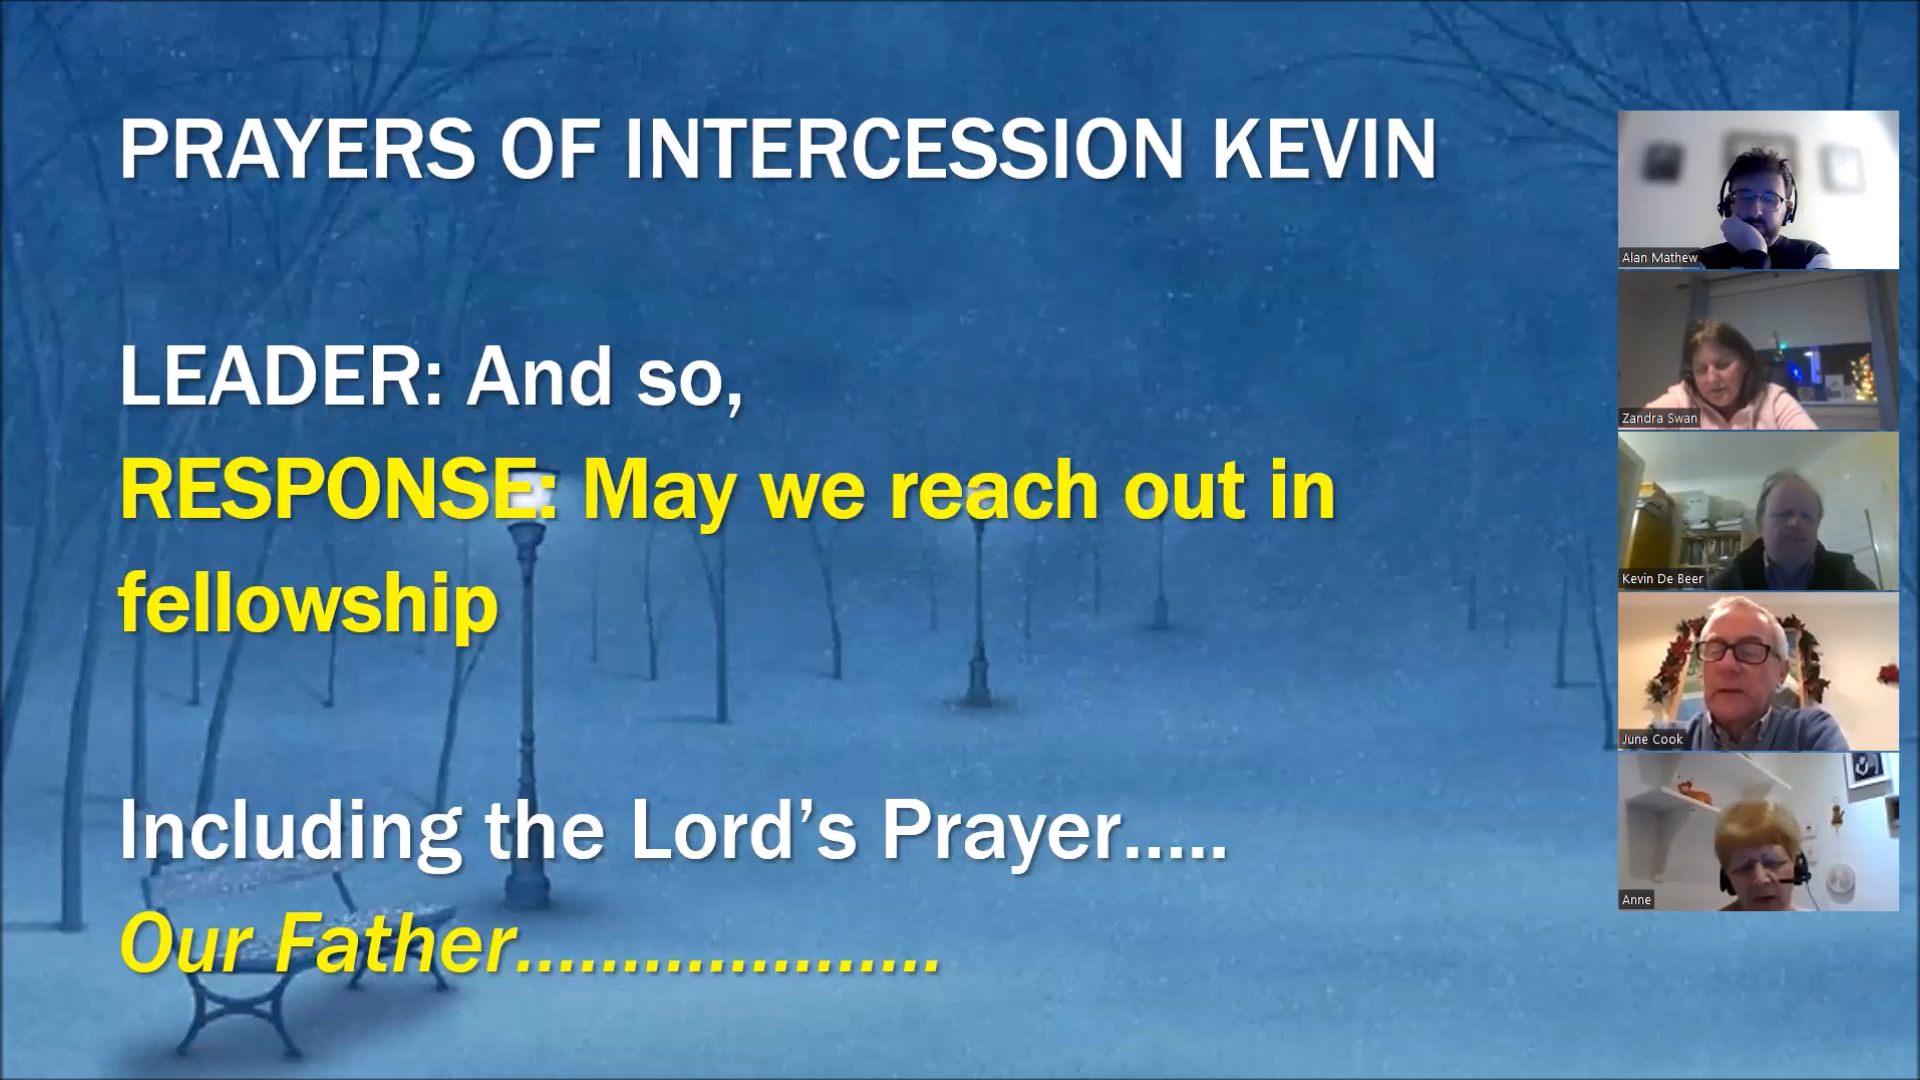 PRAYERS OF INTERCESSION KEVIN
LEADER: And so,
RESPONSE: May we reach out in
fellowship
Including the Lord’s Prayer.....
Our Father....................
Alan Mathew
Zandra Swan
Kevin De Beer
June Cook
Anne